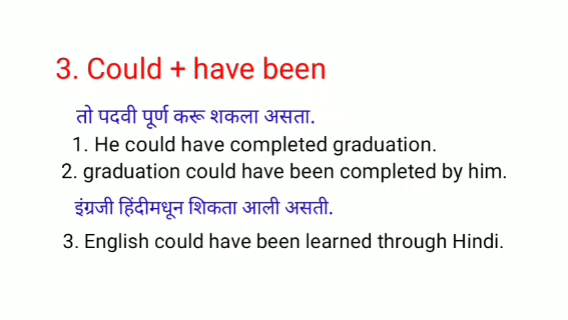 3. Could + have been
तो पदवी पूर्ण करू शकला असता.
1. He could have completed graduation.
2. graduation could have been completed by him.
इंग्रजी हिंदीमधून शिकता आली असती.
3. English could have been learned through Hindi.